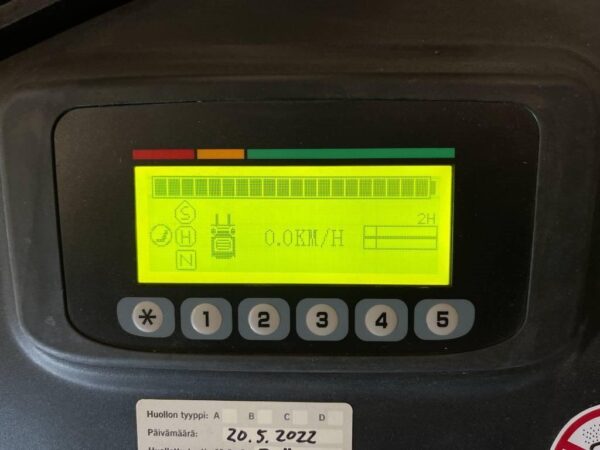 2H
S
H
N
0.0KM/H
* 1 2 3 4 5
Huollon tyyppi: A B C D
Päivämäärä: 20.5.2022